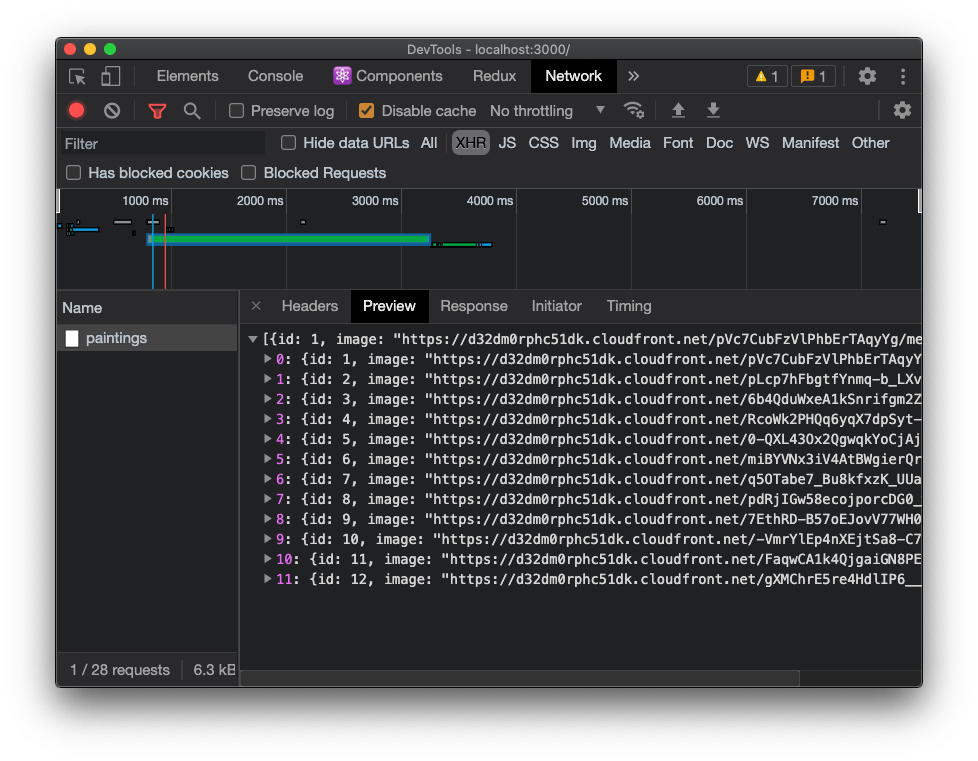 DevTools - localhost:3000/
Elements Console Components Redux Network » 1 1
Preserve log Disable cache No throttling
Filter Hide data URLs All XHR JS CSS Img Media Font Doc WS Manifest Other
Has blocked cookies Blocked Requests
1000 ms 2000 ms 3000 ms 4000 ms 5000 ms 6000 ms 7000 ms
Name × Headers Preview Response Initiator Timing
paintings
[{id: 1, image: "https://d32dm0rphc51dk.cloudfront.net/pVc7CubFzVlPhbErTAqyYg/me
0: {id: 1, image: "https://d32dm0rphc51dk.cloudfront.net/pVc7CubFzVlPhbErTAqyY
1: {id: 2, image: "https://d32dm0rphc51dk.cloudfront.net/pLcp7hFbgtfYnmq-b_LXv
2: {id: 3, image: "https://d32dm0rphc51dk.cloudfront.net/6b4QduWxeA1kSnrifgm2Z
3: {id: 4, image: "https://d32dm0rphc51dk.cloudfront.net/RcoWk2PHQq6yqX7dpSyt-
4: {id: 5, image: "https://d32dm0rphc51dk.cloudfront.net/0-QXL43Ox2QgwqkYoCjAj
5: {id: 6, image: "https://d32dm0rphc51dk.cloudfront.net/miBYVNx3iV4AtBWgierQr
6: {id: 7, image: "https://d32dm0rphc51dk.cloudfront.net/q5OTabe7_Bu8kfxzK_UUa
7: {id: 8, image: "https://d32dm0rphc51dk.cloudfront.net/pdRjIGw58ecojporcDG0_
8: {id: 9, image: "https://d32dm0rphc51dk.cloudfront.net/7EthRD-B57oEJovV77WH0
9: {id: 10, image: "https://d32dm0rphc51dk.cloudfront.net/-VmrYlEp4nXEjtSa8-C7
10: {id: 11, image: "https://d32dm0rphc51dk.cloudfront.net/FaqwCA1k4QjgaiGN8PE
11: {id: 12, image: "https://d32dm0rphc51dk.cloudfront.net/gXMChrE5re4HdlIP6__
1 / 28 requests 6.3 kB